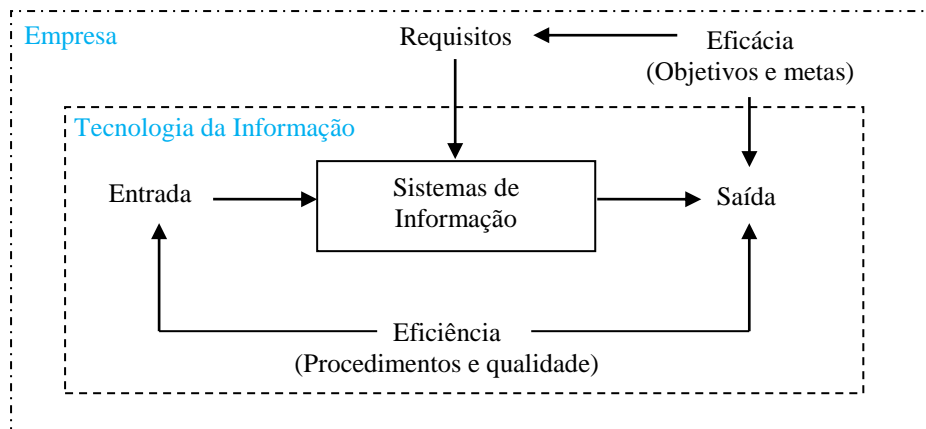 Empresa
Requisitos
Eficácia
(Objetivos e metas)
Tecnologia da Informação
Entrada
Sistemas de
Informação
Saída
Eficiência
(Procedimentos e qualidade)